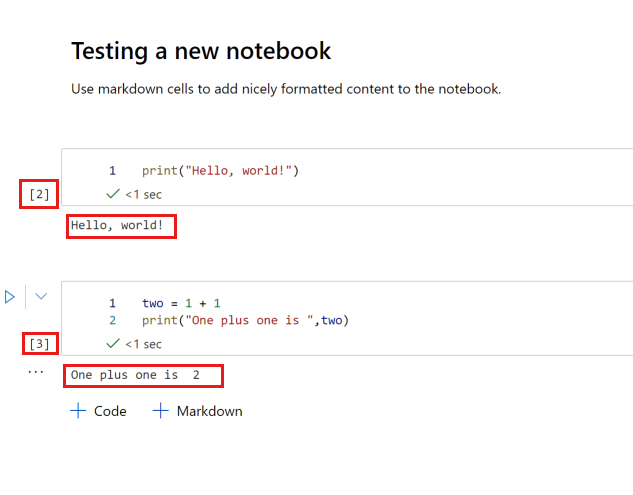 Testing a new notebook
Use markdown cells to add nicely formatted content to the notebook.
1 print("Hello, world!")
[2] <1 sec
Hello, world!
1 two = 1 + 1
2 print("One plus one is ",two)
[3] <1 sec
... One plus one is  2
Code Markdown